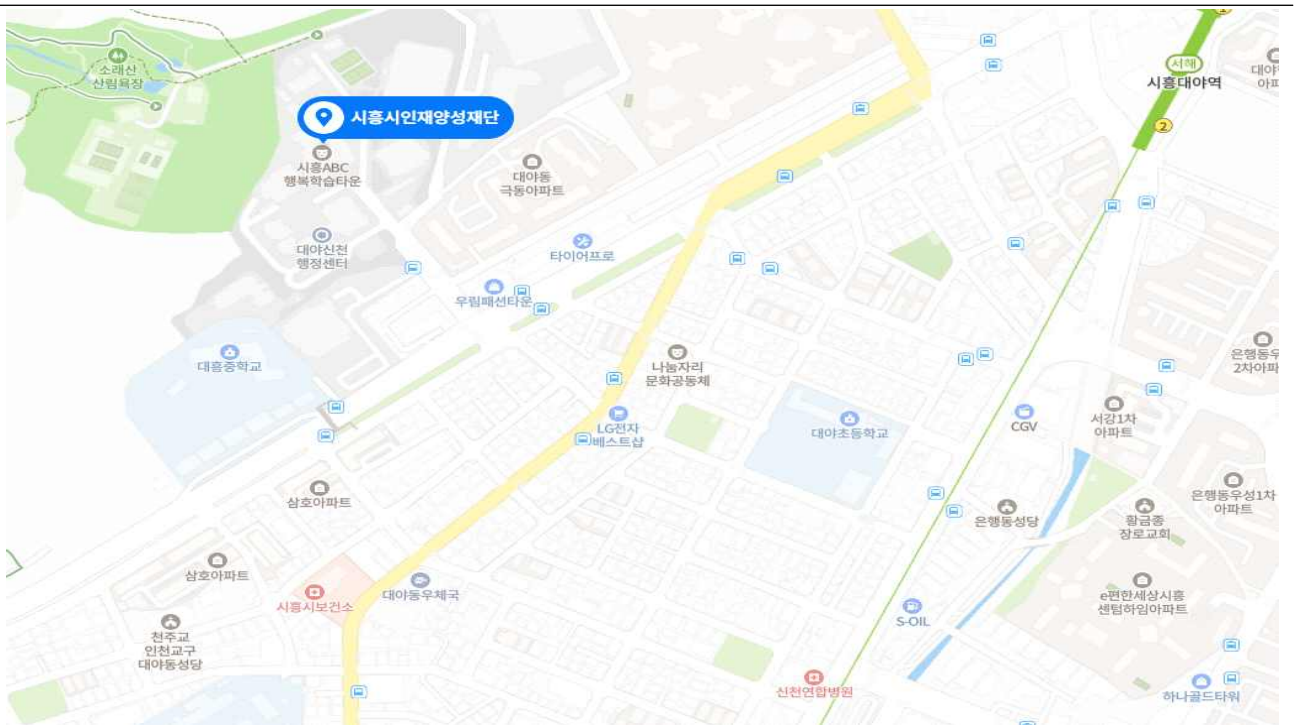 1
소래산
산림욕장
서해
시흥대야역
대야
아파
2
시흥시인재양성재단
시흥ABC
행복학습타운
대야동
극동아파트
대야신천
행정센터
타이어프로
우림패션타운
대흥중학교
나눔자리
문화공동체
은행동우
2차아파
LG전자
베스트샵
대야초등학교
CGV
서강1차
아파트
삼호아파트
은행동성당
황금종
장로교회
은행동우성1차
아파트
삼호아파트
시흥시보건소
대야동우체국
e편한세상시흥
센텀하임아파트
S-OIL
천주교
인천교구
대야동성당
신천연합병원
하나골드타워